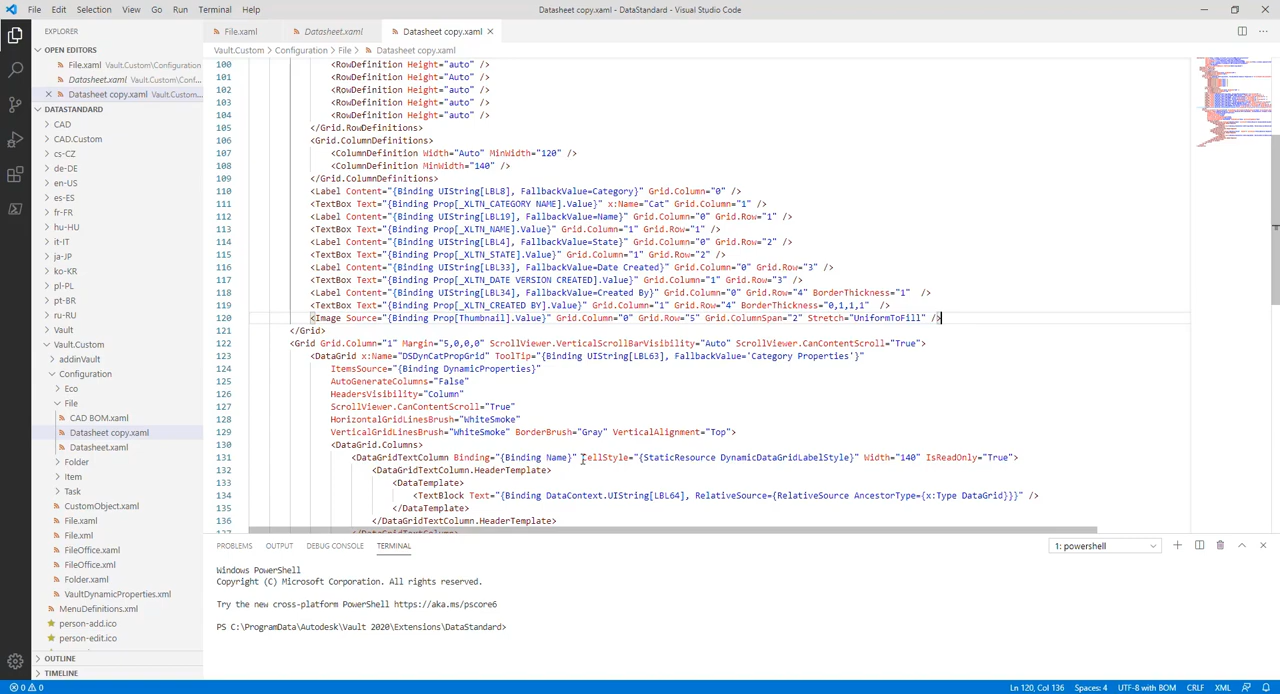 File Edit Selection View Go Run Terminal Help
Datasheet copy.xaml - DataStandard - Visual Studio Code
EXPLORER
OPEN EDITORS
File.xaml Vault.Custom\Configuration
Datasheet.xaml Vault.Custom\Conf...
Datasheet copy.xaml Vault.Custom...
DATASTANDARD
CAD
CAD.Custom
cs-CZ
de-DE
en-US
es-ES
fr-FR
hu-HU
it-IT
ja-JP
ko-KR
pl-PL
pt-BR
ru-RU
Vault
Vault.Custom
addinVault
Configuration
Eco
File
CAD BOM.xaml
Datasheet copy.xaml
Datasheet.xaml
Folder
Item
Task
CustomObject.xaml
File.xaml
File.xml
FileOffice.xaml
FileOffice.xml
Folder.xaml
VaultDynamicProperties.xml
MenuDefinitions.xml
person-add.ico
person-edit.ico
OUTLINE
TIMELINE
File.xaml Datasheet.xaml Datasheet copy.xaml
Vault.Custom > Configuration > File > Datasheet copy.xaml
100 <RowDefinition Height="auto" />
101 <RowDefinition Height="auto" />
102 <RowDefinition Height="auto" />
103 <RowDefinition Height="auto" />
104 <RowDefinition Height="auto" />
105 </Grid.RowDefinitions>
106 <Grid.ColumnDefinitions>
107 <ColumnDefinition Width="Auto" MinWidth="120" />
108 <ColumnDefinition MinWidth="140" />
109 </Grid.ColumnDefinitions>
110 <Label Content="{Binding UIString[LBL8], FallbackValue=Category}" Grid.Column="0" />
111 <TextBox Text="{Binding Prop[_XLTN_CATEGORY NAME].Value}" x:Name="Cat" Grid.Column="1" />
112 <Label Content="{Binding UIString[LBL19], FallbackValue=Name}" Grid.Column="0" Grid.Row="1" />
113 <TextBox Text="{Binding Prop[_XLTN_NAME].Value}" Grid.Column="1" Grid.Row="1" />
114 <Label Content="{Binding UIString[LBL4], FallbackValue=State}" Grid.Column="0" Grid.Row="2" />
115 <TextBox Text="{Binding Prop[_XLTN_STATE].Value}" Grid.Column="1" Grid.Row="2" />
116 <Label Content="{Binding UIString[LBL33], FallbackValue=Date Created}" Grid.Column="0" Grid.Row="3" />
117 <TextBox Text="{Binding Prop[_XLTN_DATE VERSION CREATED].Value}" Grid.Column="1" Grid.Row="3" />
118 <Label Content="{Binding UIString[LBL34], FallbackValue=Created By}" Grid.Column="0" Grid.Row="4" BorderThickness="1" />
119 <TextBox Text="{Binding Prop[_XLTN_CREATED BY].Value}" Grid.Column="1" Grid.Row="4" BorderThickness="0,1,1,1" />
120 <Image Source="{Binding Prop[Thumbnail].Value}" Grid.Column="0" Grid.Row="5" Grid.ColumnSpan="2" Stretch="UniformToFill" />
121 </Grid>
122 <Grid Grid.Column="1" Margin="5,0,0,0" ScrollViewer.VerticalScrollBarVisibility="Auto" ScrollViewer.CanContentScroll="True">
123 <DataGrid x:Name="DSDynCatPropGrid" ToolTip="{Binding UIString[LBL63], FallbackValue='Category Properties'}"
124 ItemsSource="{Binding DynamicProperties}"
125 AutoGenerateColumns="False"
126 HeadersVisibility="Column"
127 ScrollViewer.CanContentScroll="True"
128 HorizontalGridLinesBrush="WhiteSmoke"
129 VerticalGridLinesBrush="WhiteSmoke" BorderBrush="Gray" VerticalAlignment="Top">
130 <DataGrid.Columns>
131 <DataGridTextColumn Binding="{Binding Name}" CellStyle="{StaticResource DynamicDataGridLabelStyle}" Width="140" IsReadOnly="True">
132 <DataGridTextColumn.HeaderTemplate>
133 <DataTemplate>
134 <TextBlock Text="{Binding DataContext.UIString[LBL64], RelativeSource={RelativeSource AncestorType={x:Type DataGrid}}}" />
135 </DataTemplate>
136 </DataGridTextColumn.HeaderTemplate>
PROBLEMS OUTPUT DEBUG CONSOLE TERMINAL
1: powershell
Windows PowerShell
Copyright (C) Microsoft Corporation. All rights reserved.
Try the new cross-platform PowerShell https://aka.ms/pscore6
PS C:\ProgramData\Autodesk\Vault 2020\Extensions\DataStandard>
0 0
Ln 120, Col 136 Spaces: 4 UTF-8 with BOM CRLF XML